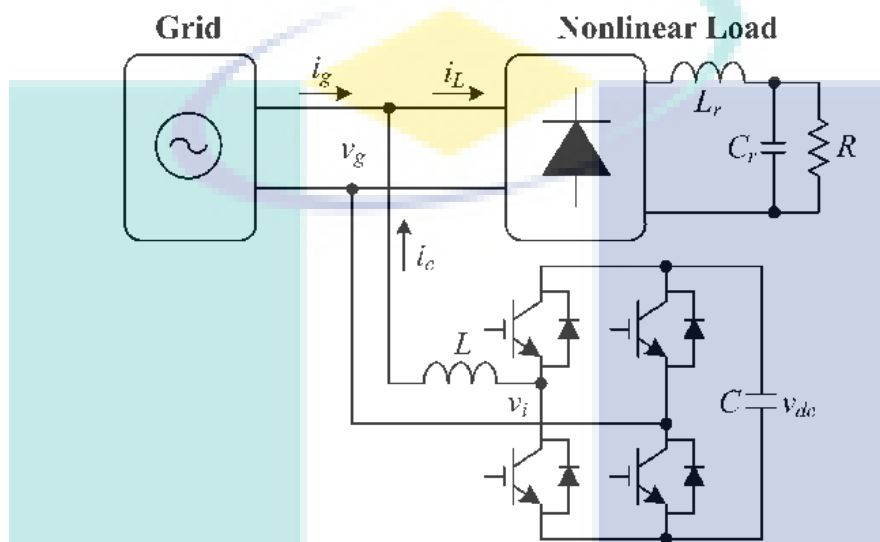 Grid
Nonlinear Load
i_g
i_L
L_r
v_g
C_r
R
i_c
L
v_i
C
v_dc